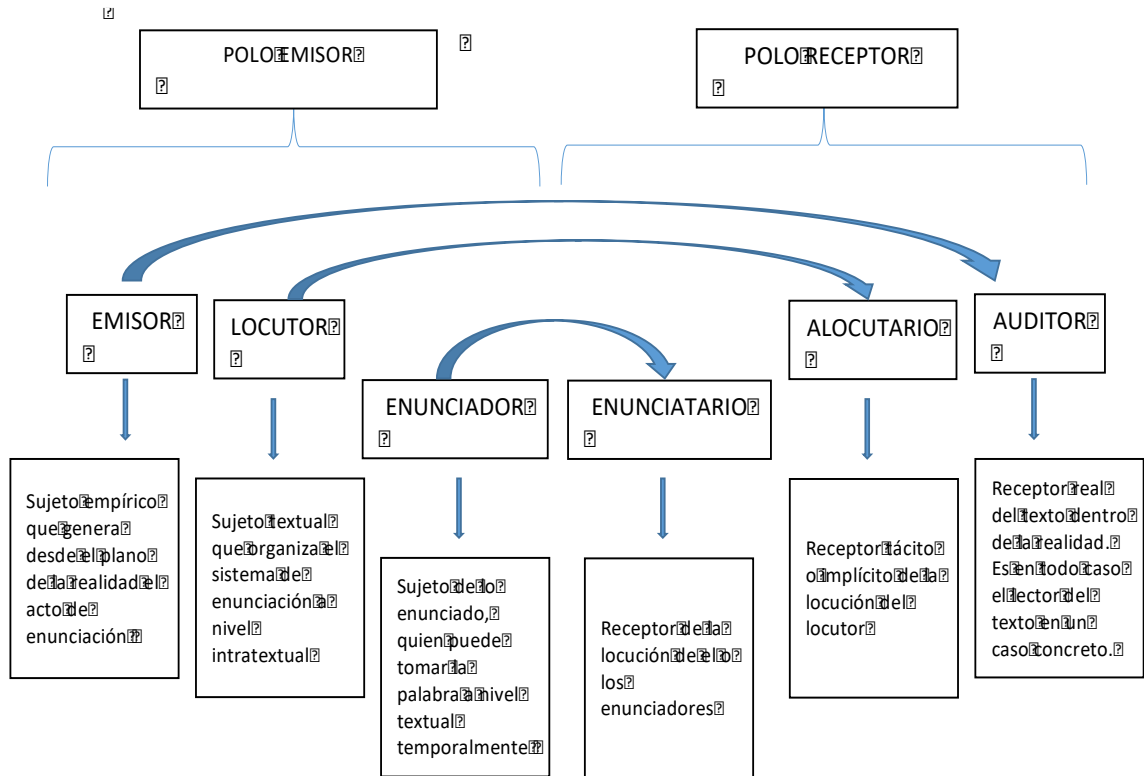 POLO EMISOR
POLO RECEPTOR
EMISOR
LOCUTOR
ALOCUTARIO
AUDITOR
ENUNCIADOR
ENUNCIATARIO
Sujeto empírico
que genera
desde el plano
de la realidad el
acto de
enunciación
Sujeto textual
que organiza el
sistema de
enunciación a
nivel
intratextual
Sujeto de lo
enunciado,
quien puede
tomar la
palabra a nivel
textual
temporalmente
Receptor de la
locución de el o
los
enunciadores
Receptor tácito
o implícito de la
locución del
locutor
Receptor real
del texto dentro
de la realidad.
Es en todo caso
el lector del
texto en un
caso concreto.